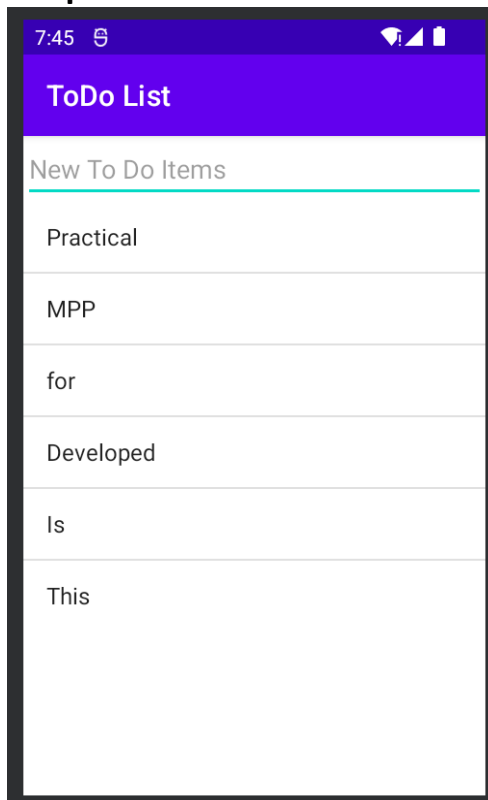 7:45
ToDo List
New To Do Items
Practical
MPP
for
Developed
Is
This